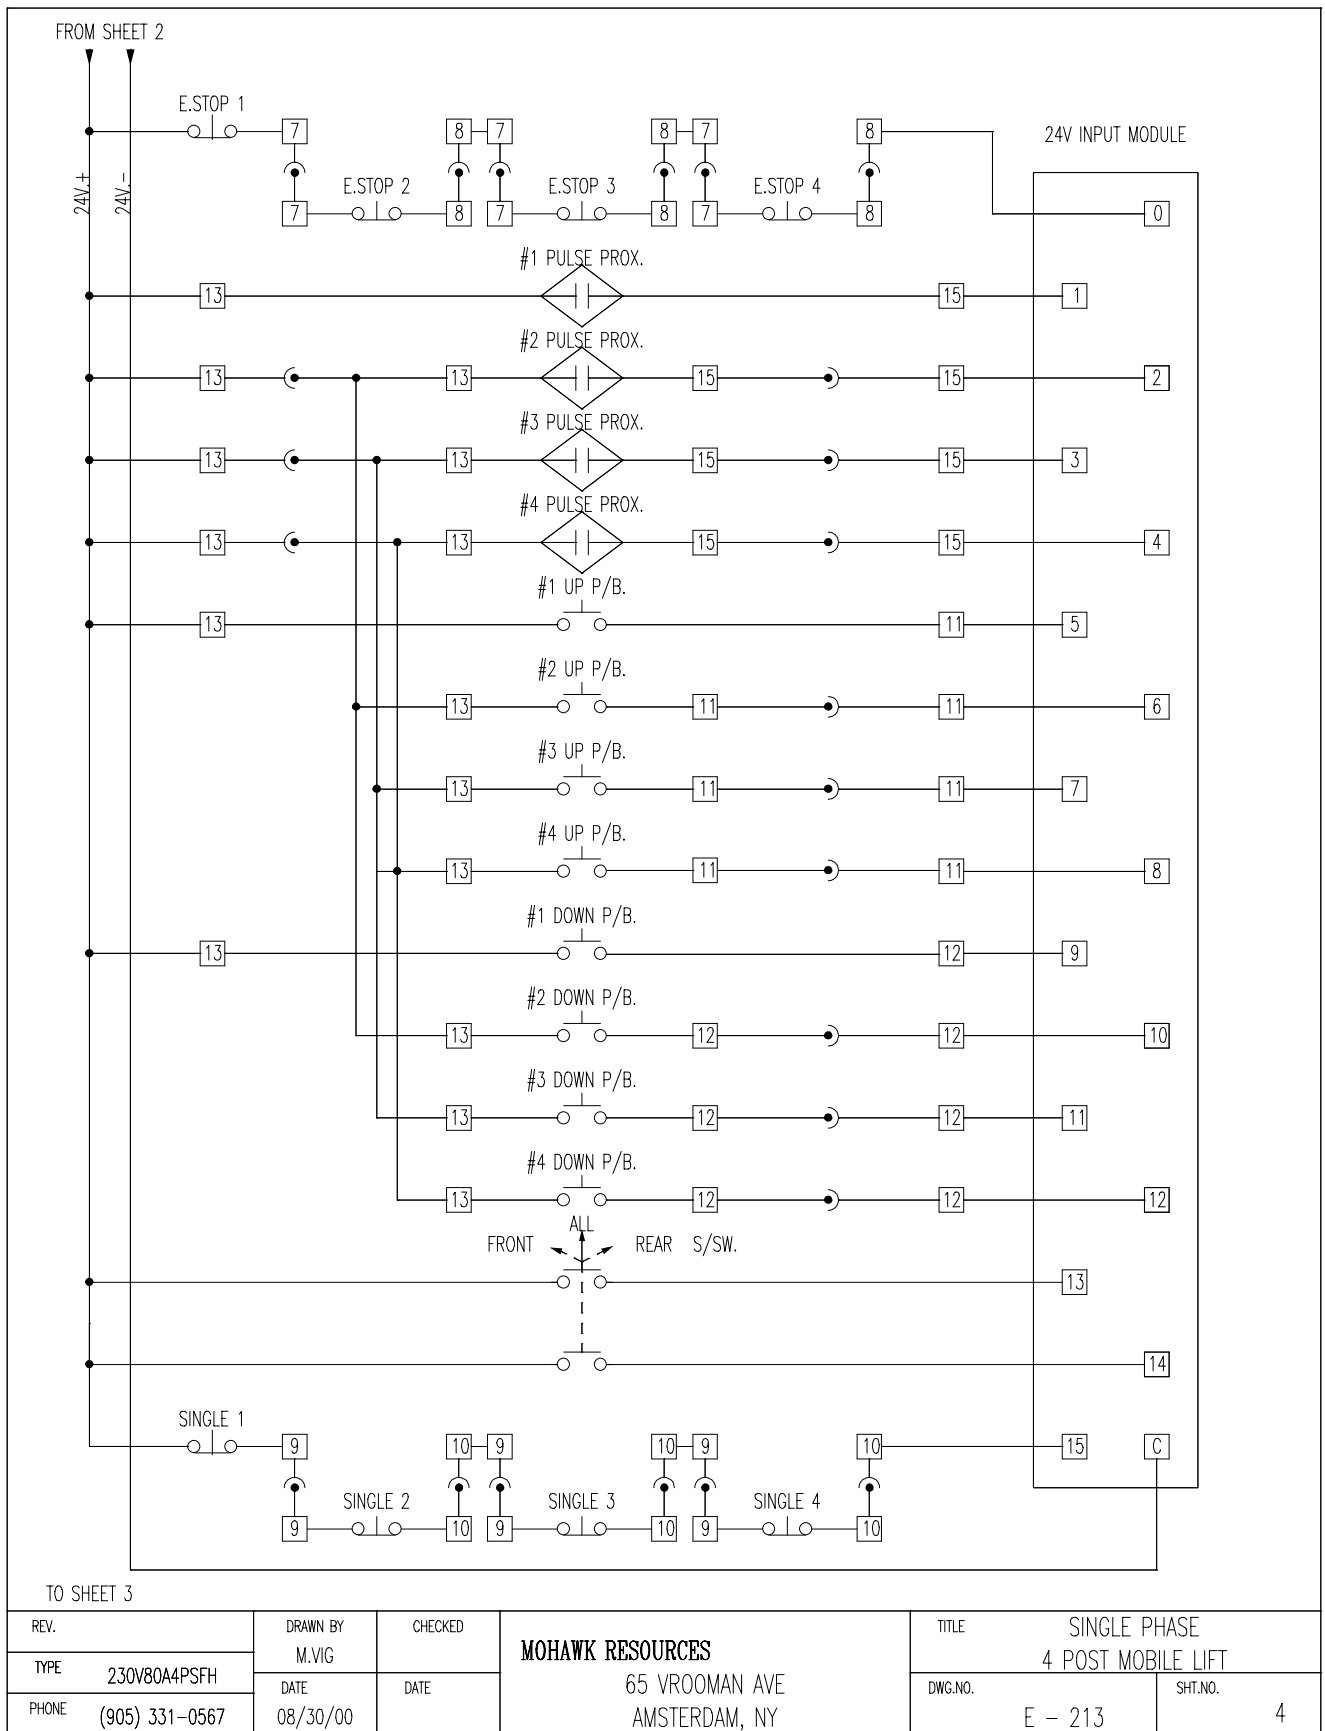 FROM SHEET 2
E.STOP 1
7 8 7 8 7 8
24V INPUT MODULE
24V.+
24V.-
E.STOP 2 E.STOP 3 E.STOP 4
7 8 7 8 7 8 0
#1 PULSE PROX.
13 15 1
#2 PULSE PROX.
13 13 15 15 2
#3 PULSE PROX.
13 13 15 15 3
#4 PULSE PROX.
13 13 15 15 4
#1 UP P/B.
13 11 5
#2 UP P/B.
13 11 11 6
#3 UP P/B.
13 11 11 7
#4 UP P/B.
13 11 11 8
#1 DOWN P/B.
13 12 9
#2 DOWN P/B.
13 12 12 10
#3 DOWN P/B.
13 12 12 11
#4 DOWN P/B.
13 12 12 12
ALL
FRONT REAR S/SW.
13
14
SINGLE 1
9 10 9 10 9 10 15 C
SINGLE 2 SINGLE 3 SINGLE 4
9 10 9 10 9 10
TO SHEET 3
REV.
TYPE 230V80A4PSFH
PHONE (905) 331-0567
DRAWN BY
M.VIG
DATE
08/30/00
CHECKED
DATE
MOHAWK RESOURCES
65 VROOMAN AVE
AMSTERDAM, NY
TITLE SINGLE PHASE
4 POST MOBILE LIFT
DWG.NO.
E - 213
SHT.NO.
4